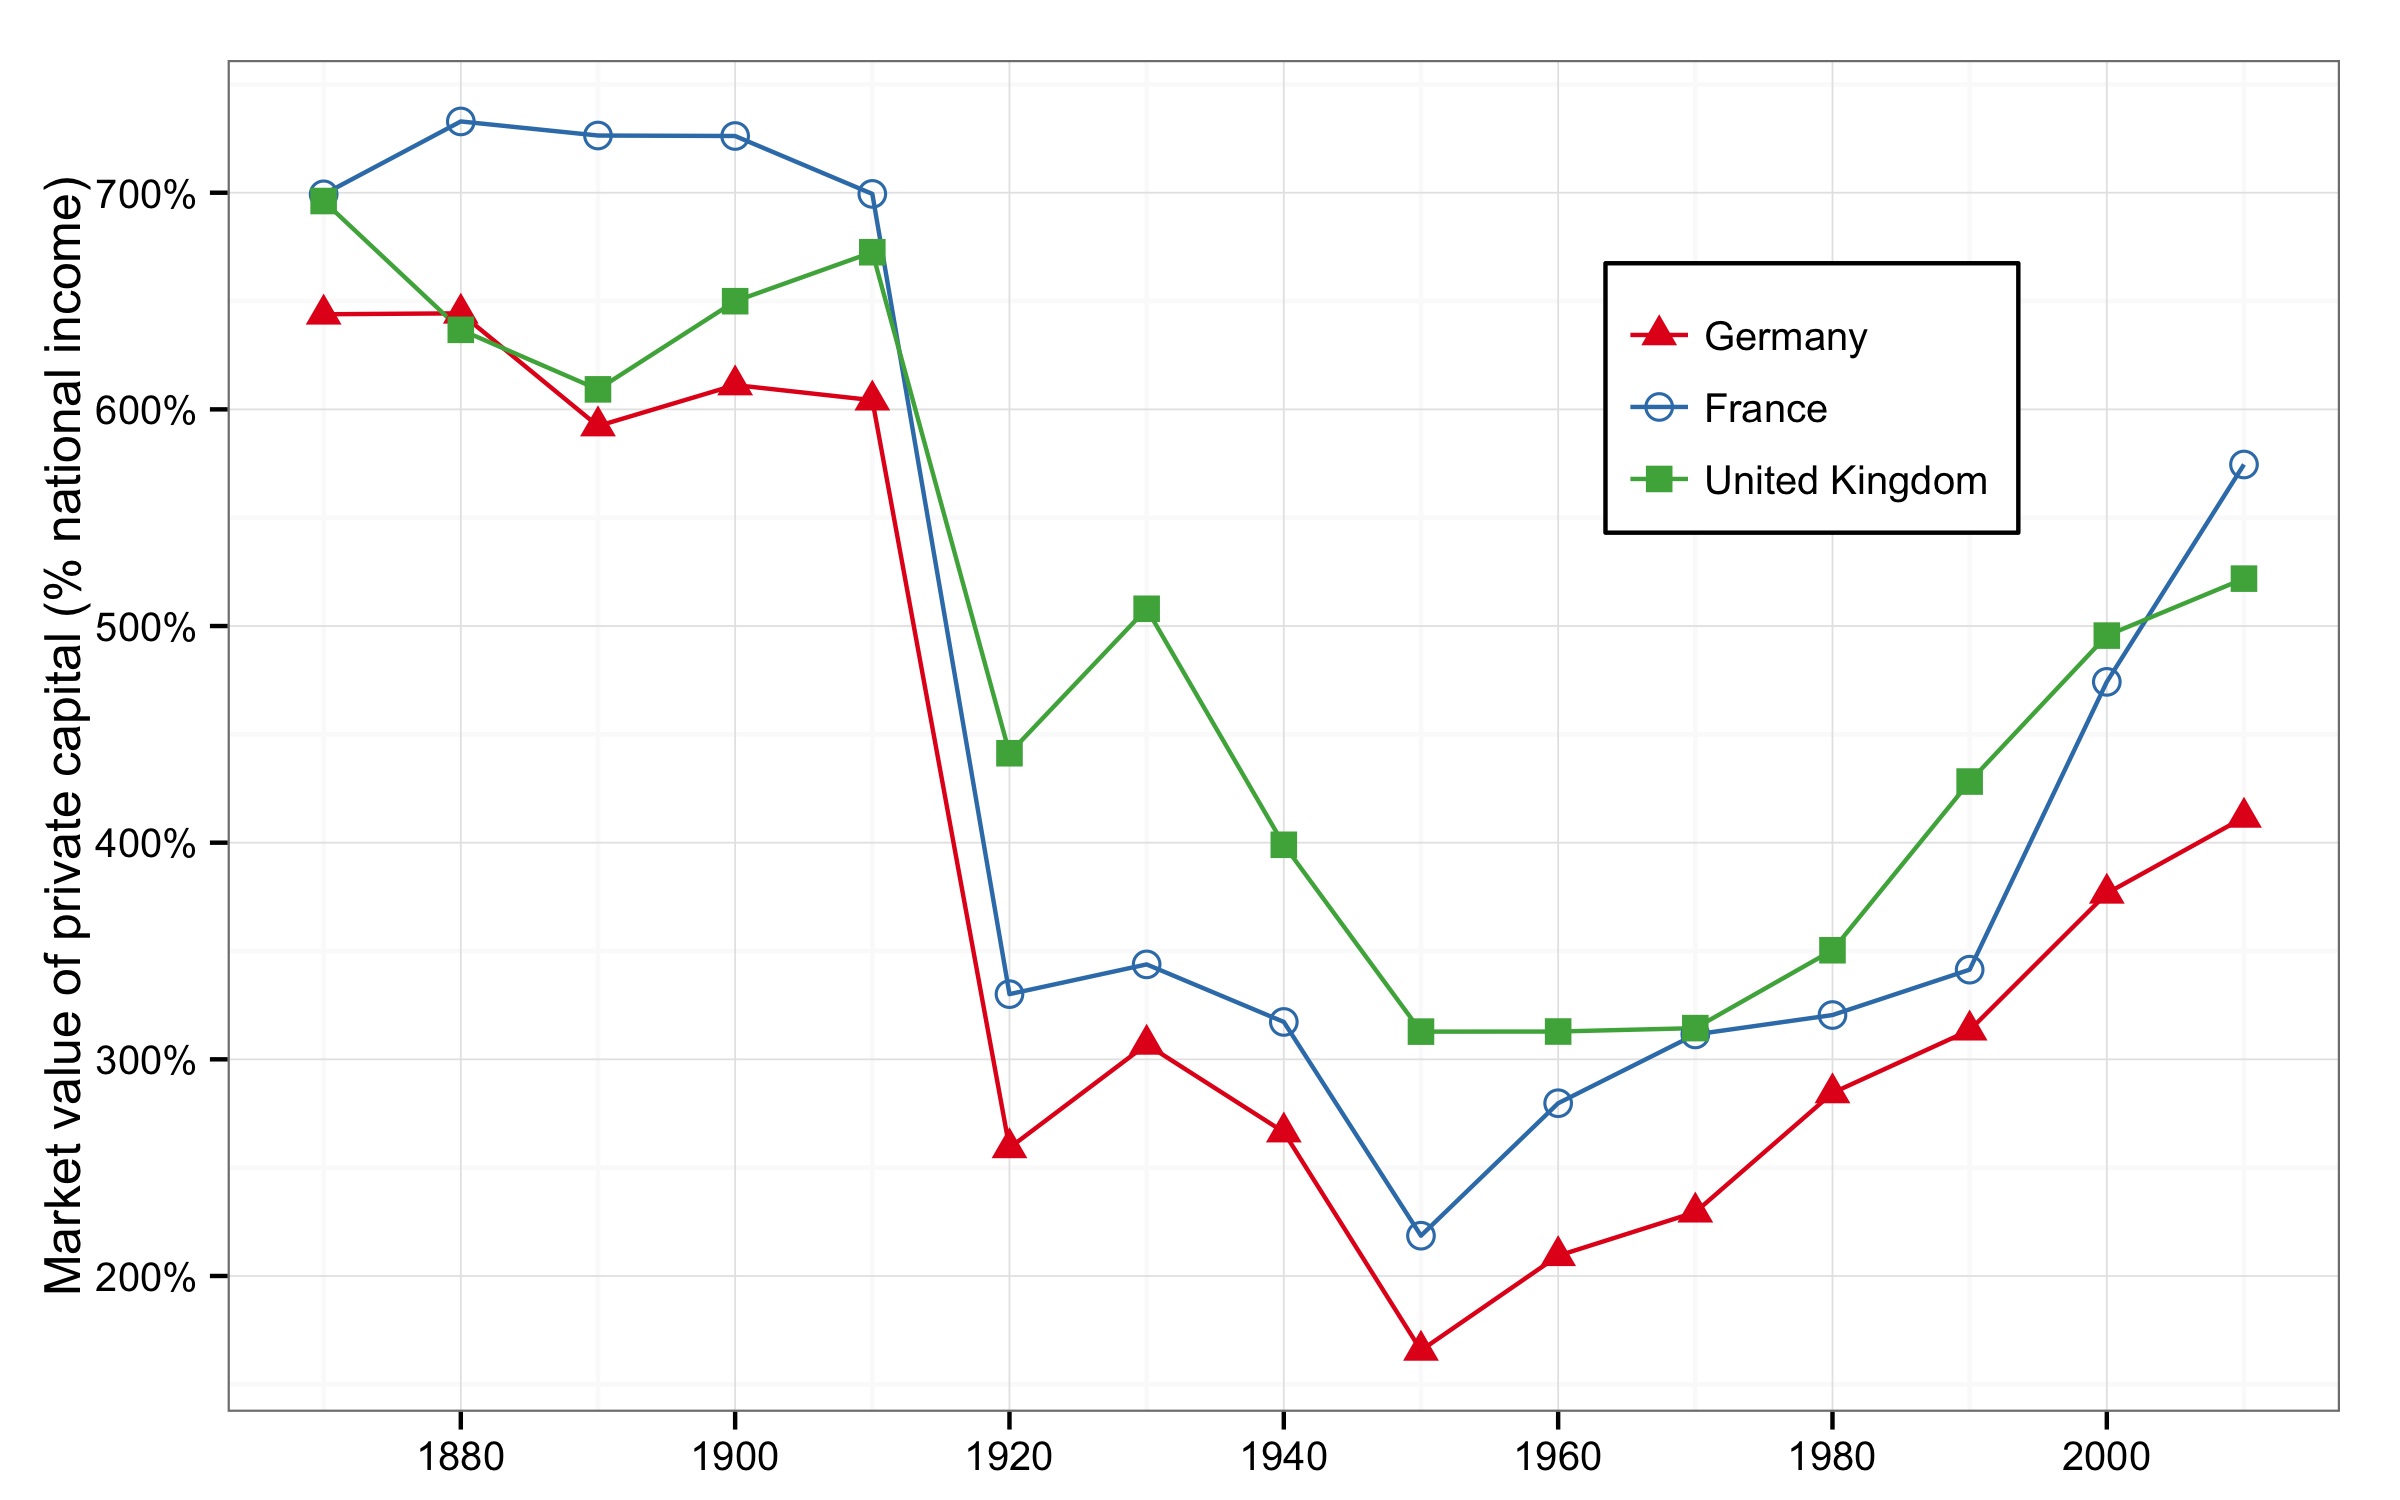 Market value of private capital (% national income)
700%
600%
500%
400%
300%
200%
Germany
France
United Kingdom
1880 1900 1920 1940 1960 1980 2000